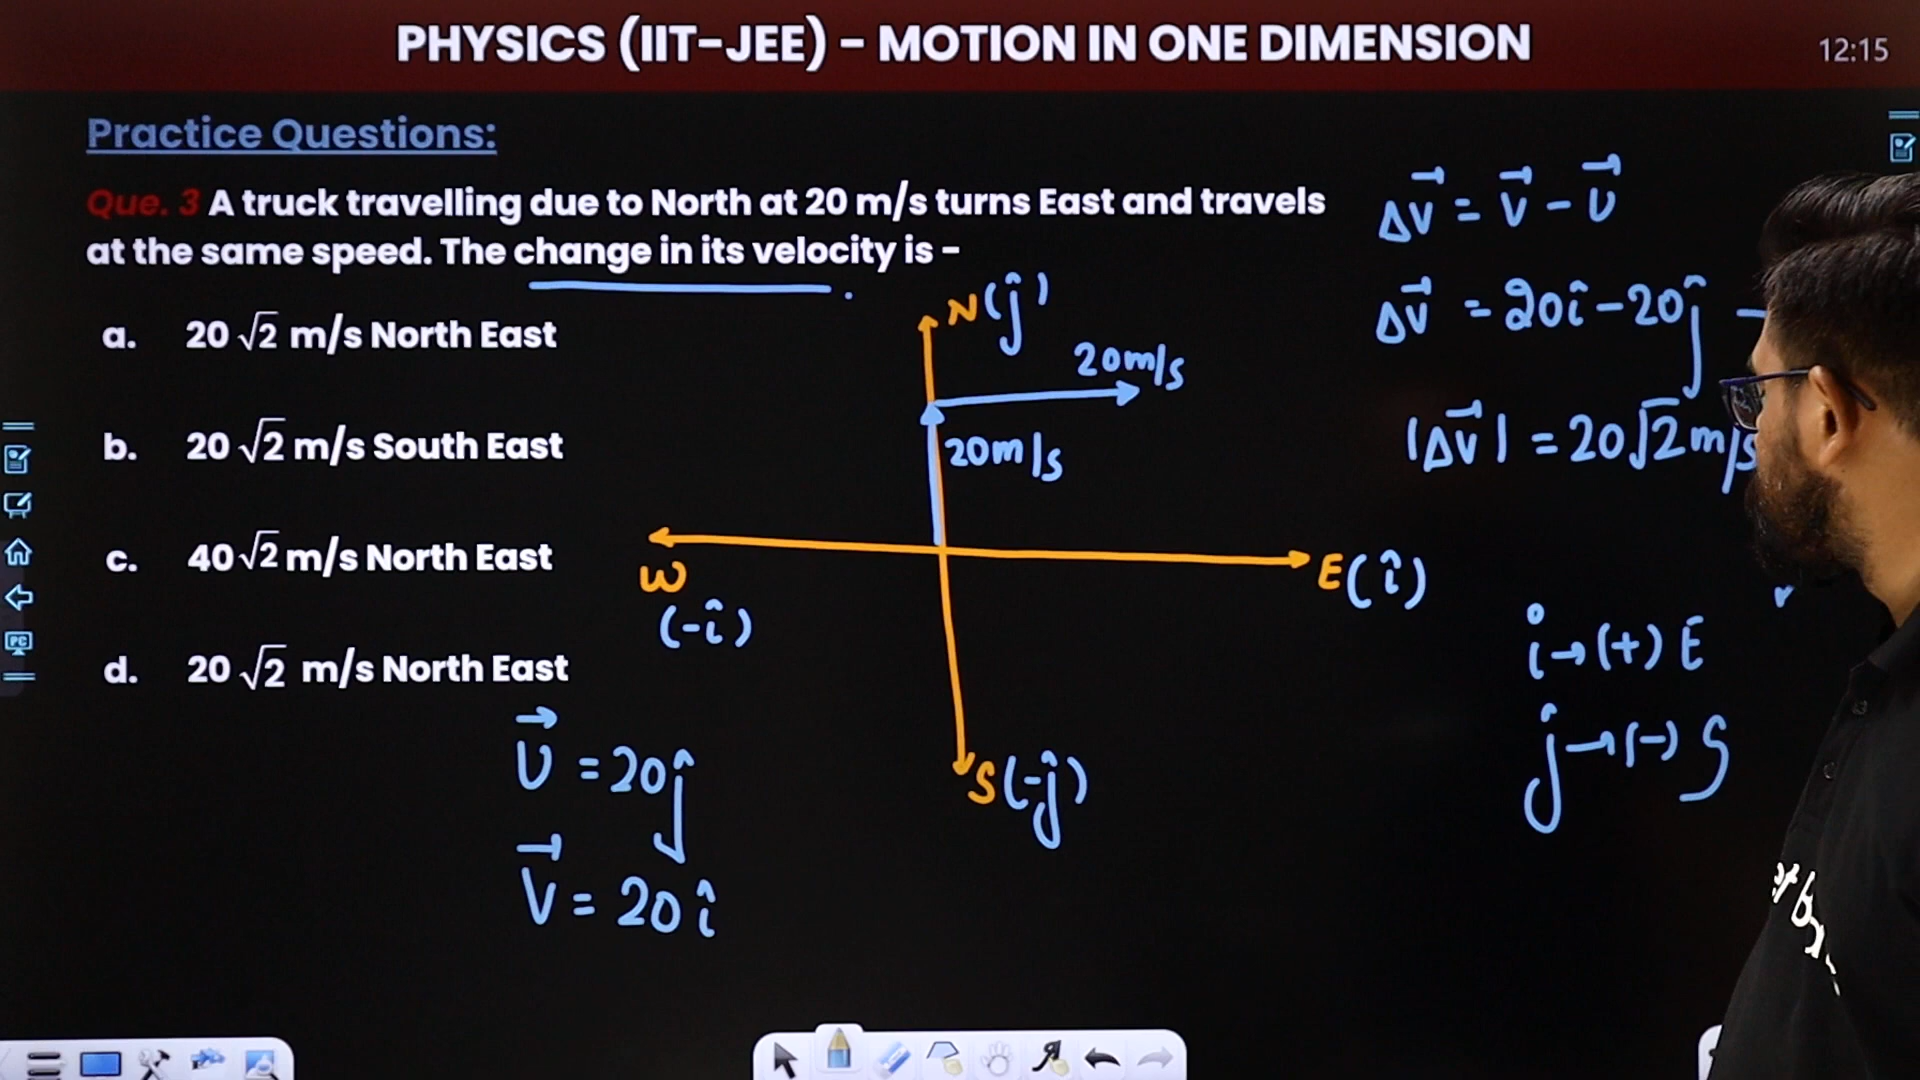 PHYSICS (IIT-JEE) - MOTION IN ONE DIMENSION
12:15
Practice Questions:
Que. 3 A truck travelling due to North at 20 m/s turns East and travels
at the same speed. The change in its velocity is -
a. 20 √2 m/s North East
b. 20 √2 m/s South East
c. 40 √2 m/s North East
d. 20 √2 m/s North East
N(ĵ)
20m/s
20m/s
W
(-î)
E(î)
S(-ĵ)
U⃗ = 20ĵ
V⃗ = 20î
ΔV⃗ = V⃗ - U⃗
ΔV⃗ = 20î - 20ĵ
|ΔV⃗| = 20√2 m/s
i → (+) E
j → (-) S
PC